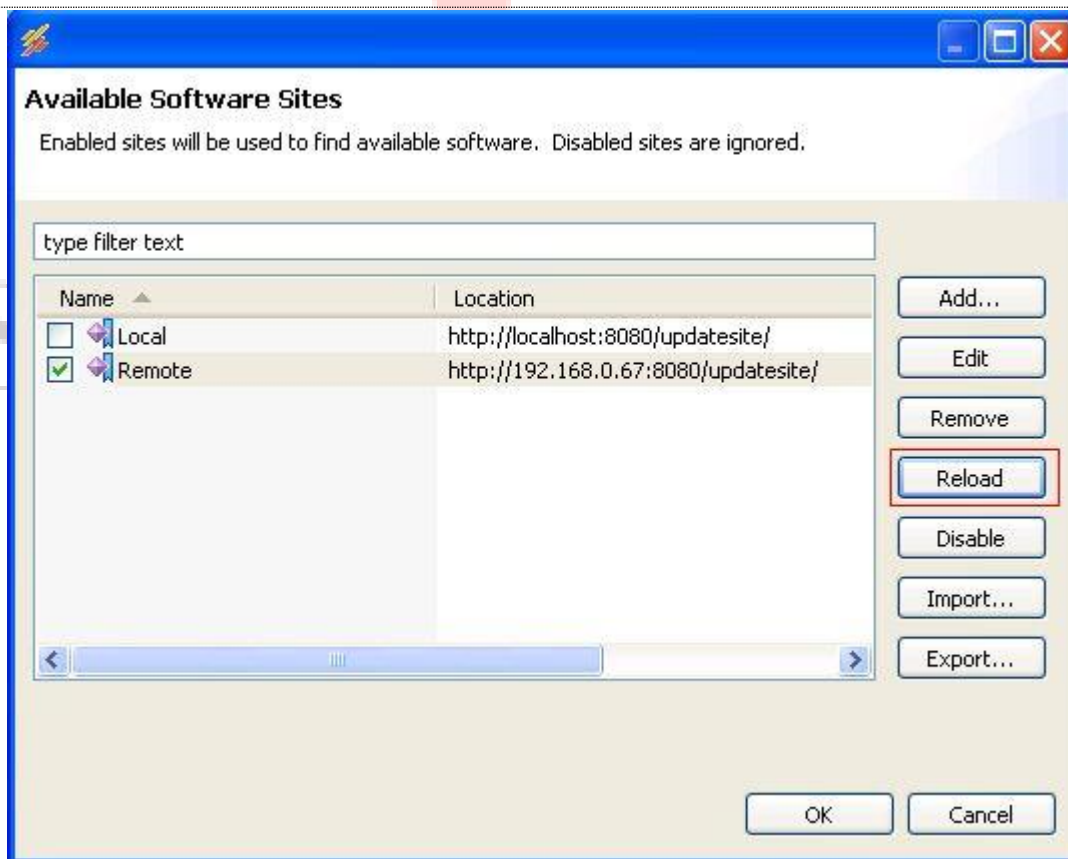 Available Software Sites
Enabled sites will be used to find available software.  Disabled sites are ignored.
type filter text
Name Location
Local http://localhost:8080/updatesite/
Remote http://192.168.0.67:8080/updatesite/
Add...
Edit
Remove
Reload
Disable
Import...
Export...
OK Cancel